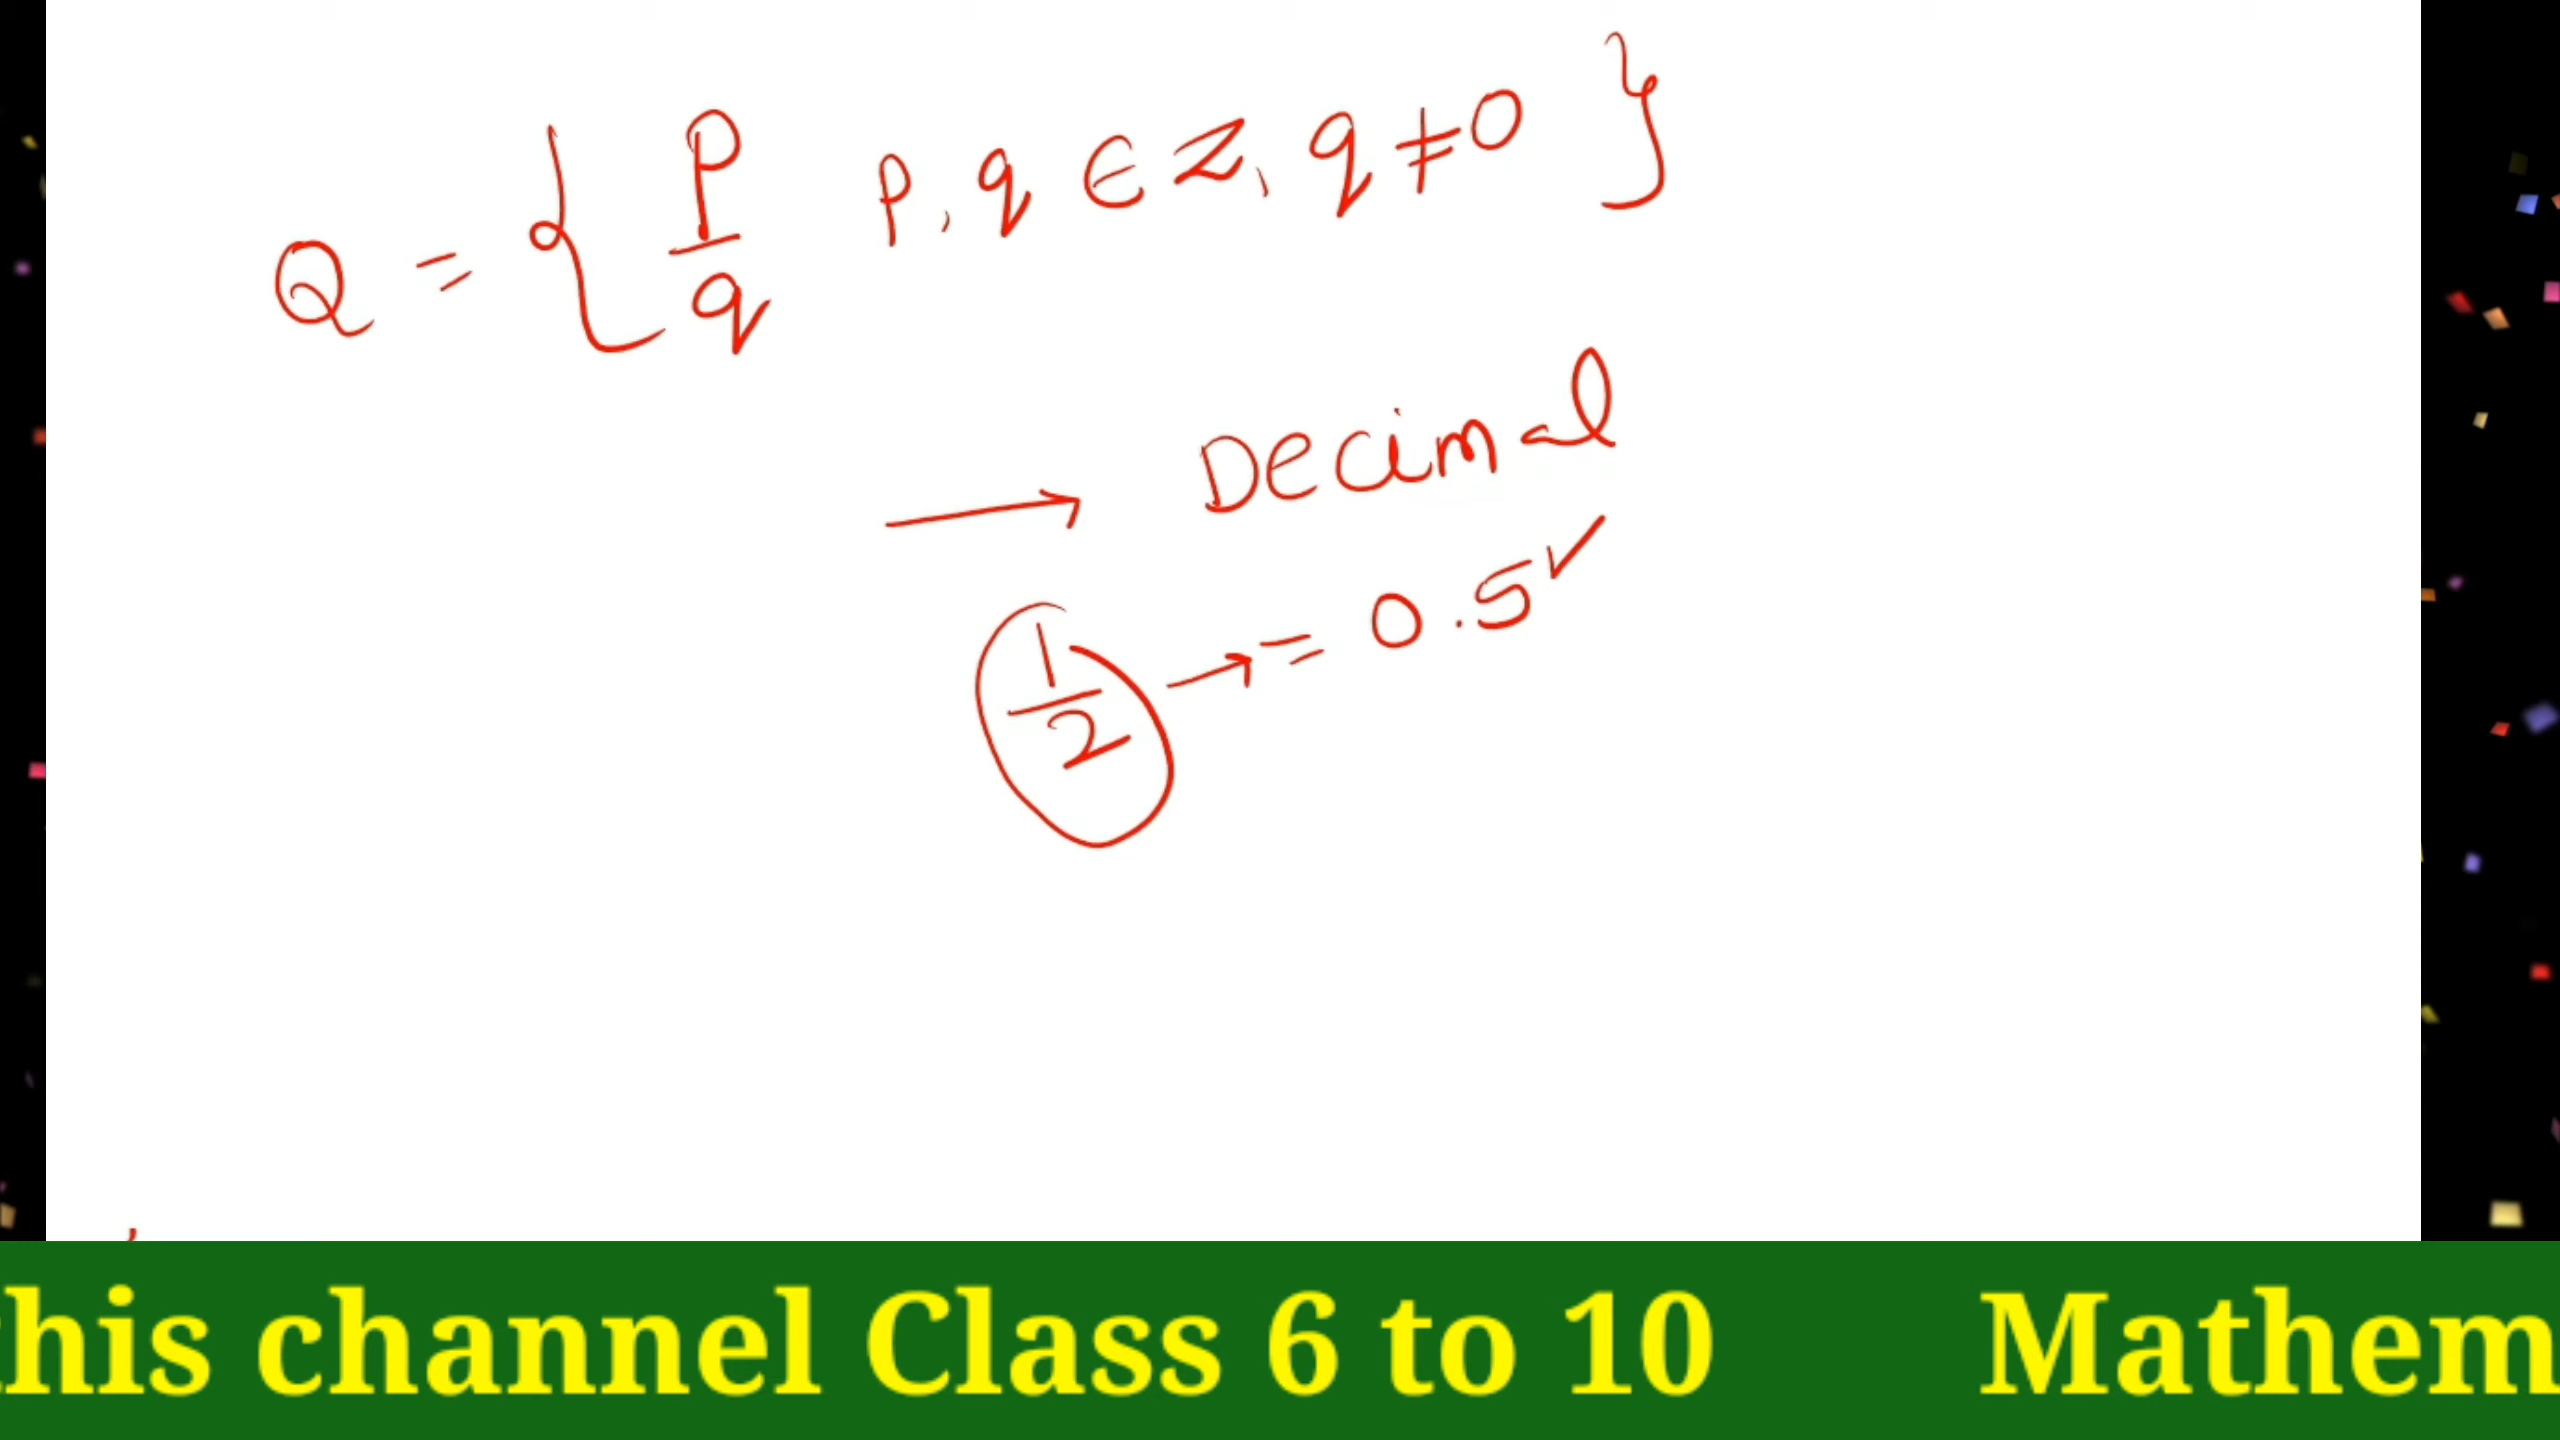 Q = { P/q p, q ∈ Z, q ≠ 0 }
→ Decimal
1/2 → = 0.5 ✓
his channel Class 6 to 10 Mathem